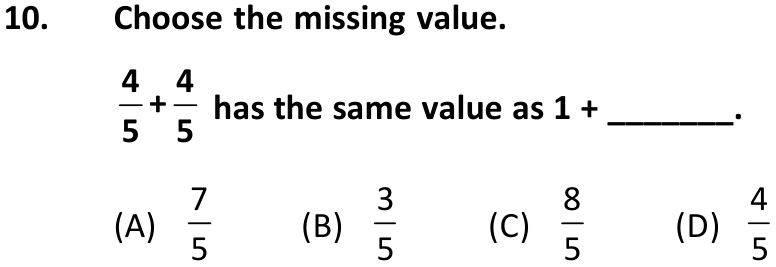 10. Choose the missing value.
4/5 + 4/5 has the same value as 1 + _______.
(A) 7/5 (B) 3/5 (C) 8/5 (D) 4/5